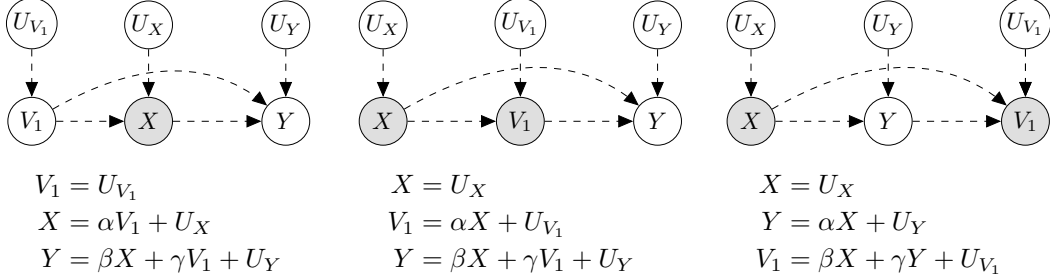 U_{V_1} U_X U_Y U_X U_{V_1} U_Y U_X U_Y U_{V_1}
V_1 X Y X V_1 Y X Y V_1
V_1 = U_{V_1}
X = αV_1 + U_X
Y = βX + γV_1 + U_Y
X = U_X
V_1 = αX + U_{V_1}
Y = βX + γV_1 + U_Y
X = U_X
Y = αX + U_Y
V_1 = βX + γY + U_{V_1}